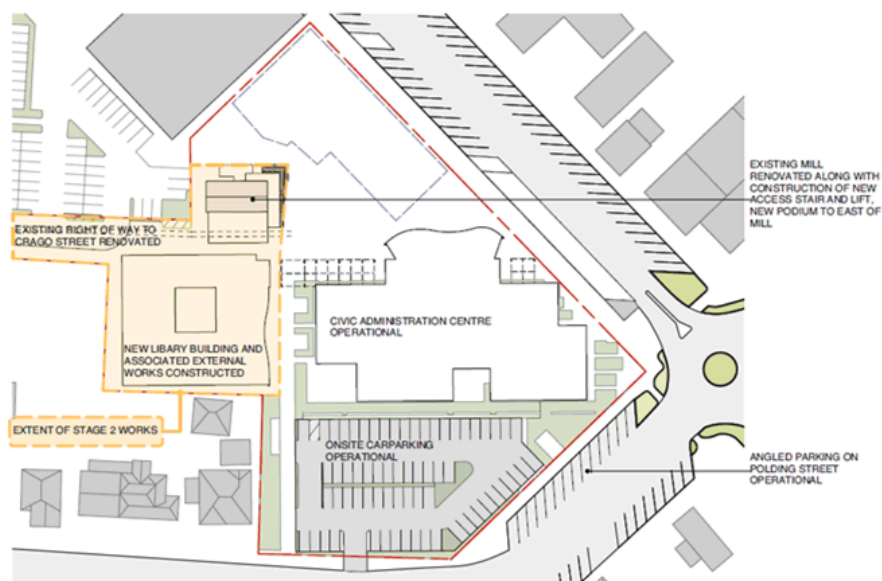 EXISTING MILL
RENOVATED ALONG WITH
CONSTRUCTION OF NEW
ACCESS STAIR AND LIFT,
NEW PODIUM TO EAST OF
MILL
EXISTING RIGHT OF WAY TO
CRAGO STREET RENOVATED
CIVIC ADMINISTRATION CENTRE
OPERATIONAL
NEW LIBARY BUILDING AND
ASSOCIATED EXTERNAL
WORKS CONSTRUCTED
EXTENT OF STAGE 2 WORKS
ONSITE CARPARKING
OPERATIONAL
ANGLED PARKING ON
POLDING STREET
OPERATIONAL